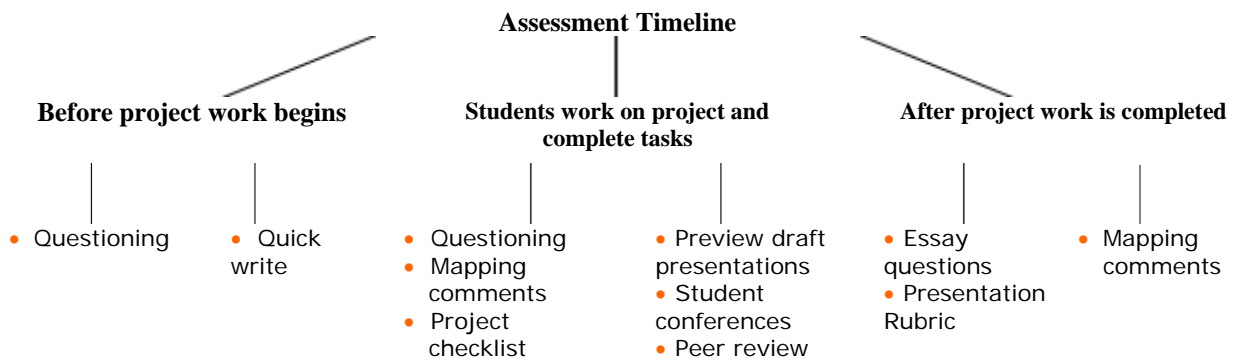 Assessment Timeline
Before project work begins
Students work on project and
complete tasks
After project work is completed
• Questioning
• Quick
write
• Questioning
• Mapping
comments
• Project
checklist
• Preview draft
presentations
• Student
conferences
• Peer review
• Essay
questions
• Presentation
Rubric
• Mapping
comments